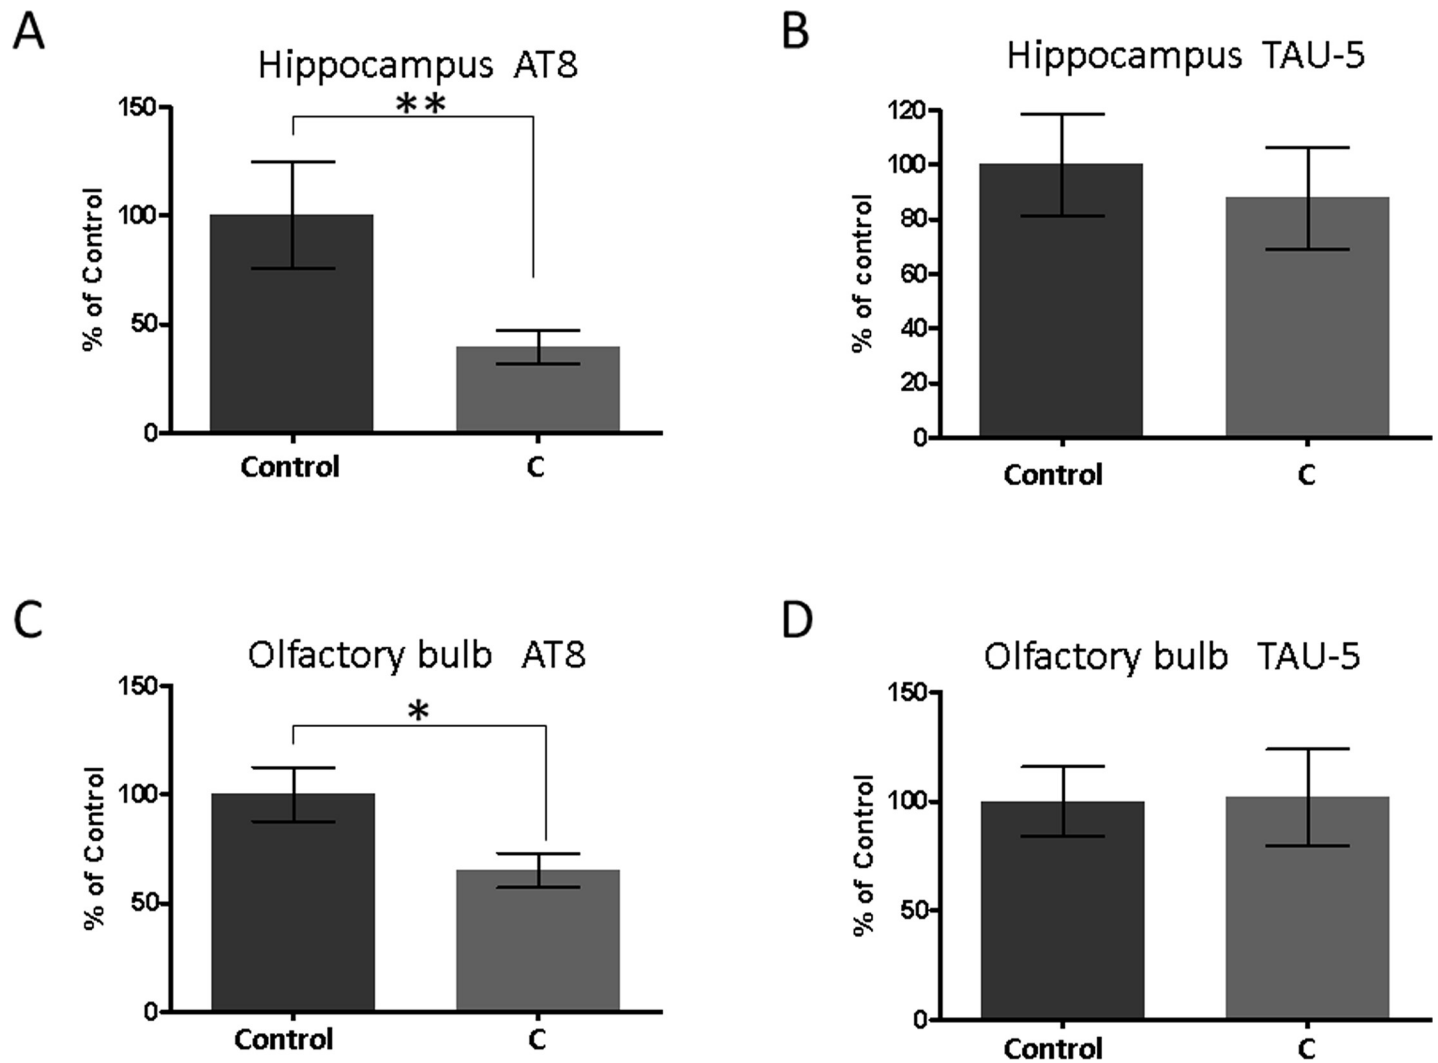 A
Hippocampus AT8
**
150
100
50
0
% of Control
Control
C
B
Hippocampus TAU-5
120
100
80
60
40
20
0
% of control
Control
C
C
Olfactory bulb AT8
*
150
100
50
0
% of Control
Control
C
D
Olfactory bulb TAU-5
150
100
50
0
% of Control
Control
C